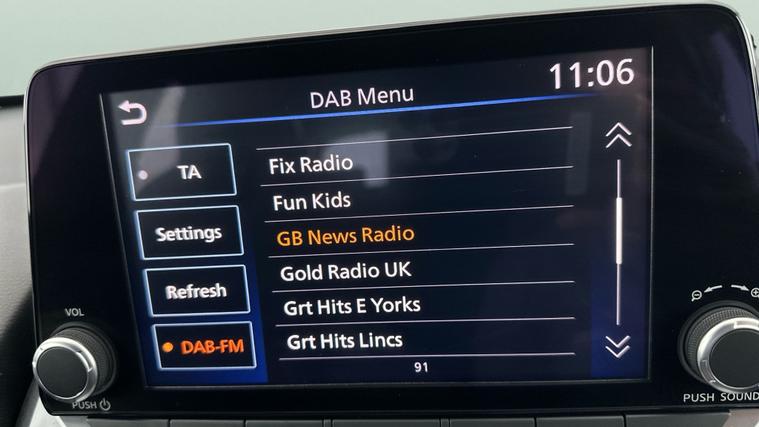 DAB Menu
11:06
TA
Settings
Refresh
DAB-FM
Fix Radio
Fun Kids
GB News Radio
Gold Radio UK
Grt Hits E Yorks
Grt Hits Lincs
91
VOL
PUSH
PUSH SOUND